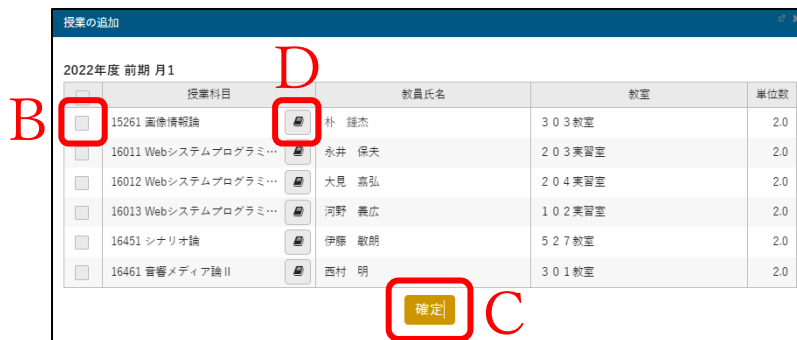 授業の追加
2022年度 前期 月1
D
授業科目 教員氏名 教室 単位数
B
15261 画像情報論 朴 鍾杰 303教室 2.0
16011 Webシステムプログラミ… 永井 保夫 203実習室 2.0
16012 Webシステムプログラミ… 大見 嘉弘 204実習室 2.0
16013 Webシステムプログラミ… 河野 義広 102実習室 2.0
16451 シナリオ論 伊藤 敏朗 527教室 2.0
16461 音響メディア論Ⅱ 西村 明 301教室 2.0
確定
C